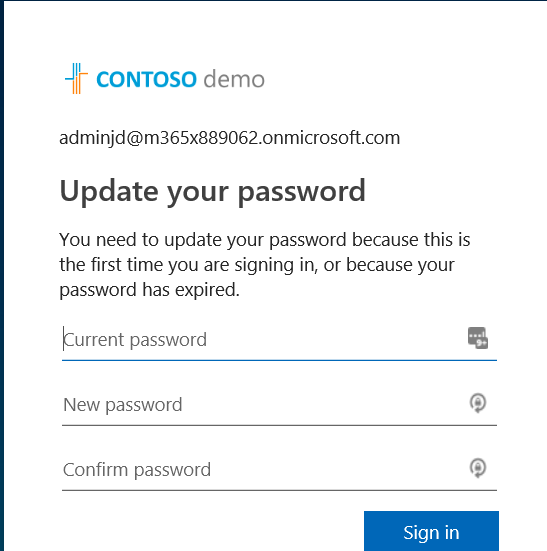 CONTOSO demo
adminjd@m365x889062.onmicrosoft.com
Update your password
You need to update your password because this is
the first time you are signing in, or because your
password has expired.
Current password
9+
New password
Confirm password
Sign in